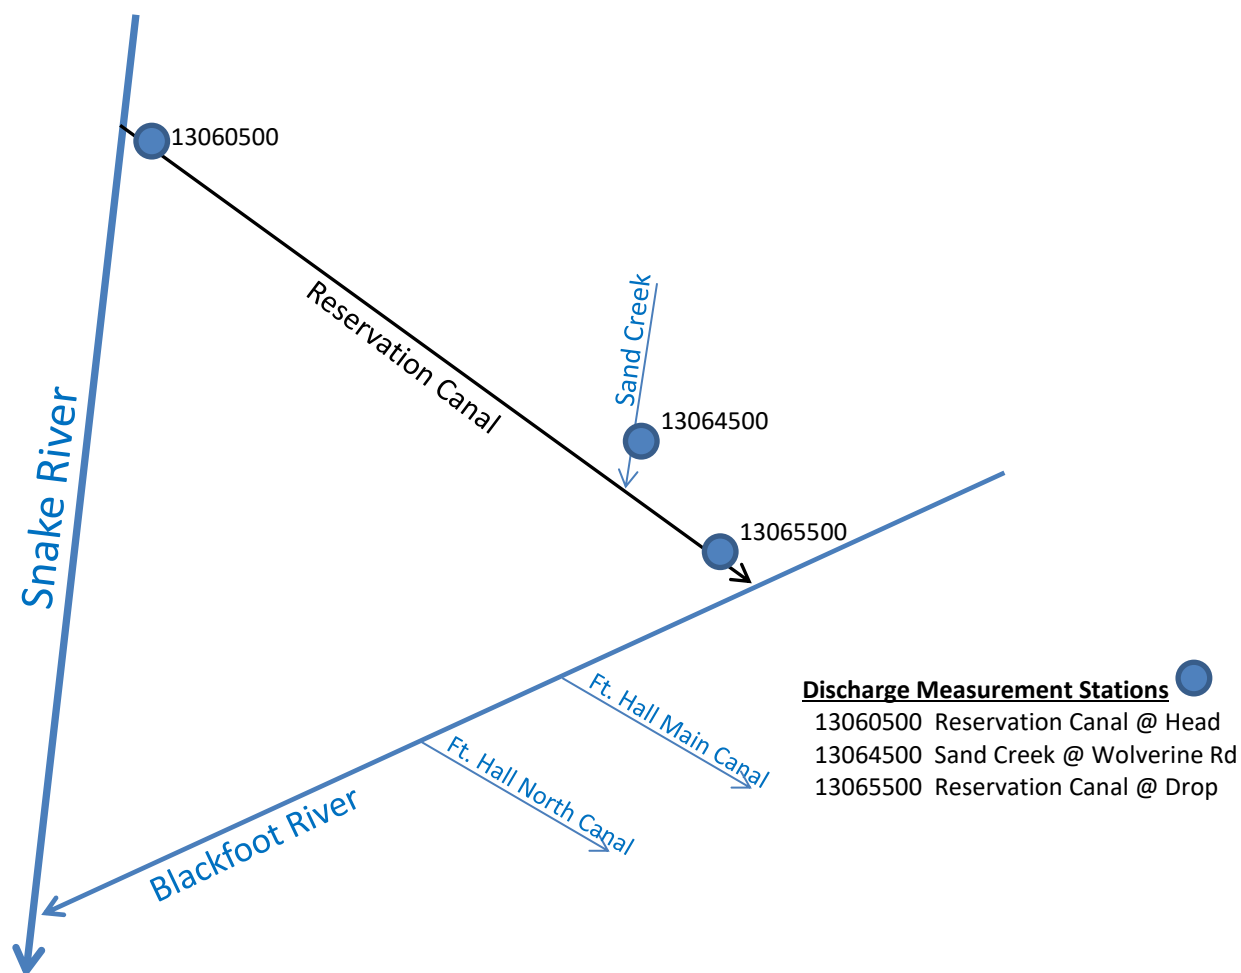 13060500
Reservation Canal
Sand Creek
13064500
Snake River
13065500
Ft. Hall Main Canal
Ft. Hall North Canal
Blackfoot River
Discharge Measurement Stations
13060500 Reservation Canal @ Head
13064500 Sand Creek @ Wolverine Rd
13065500 Reservation Canal @ Drop